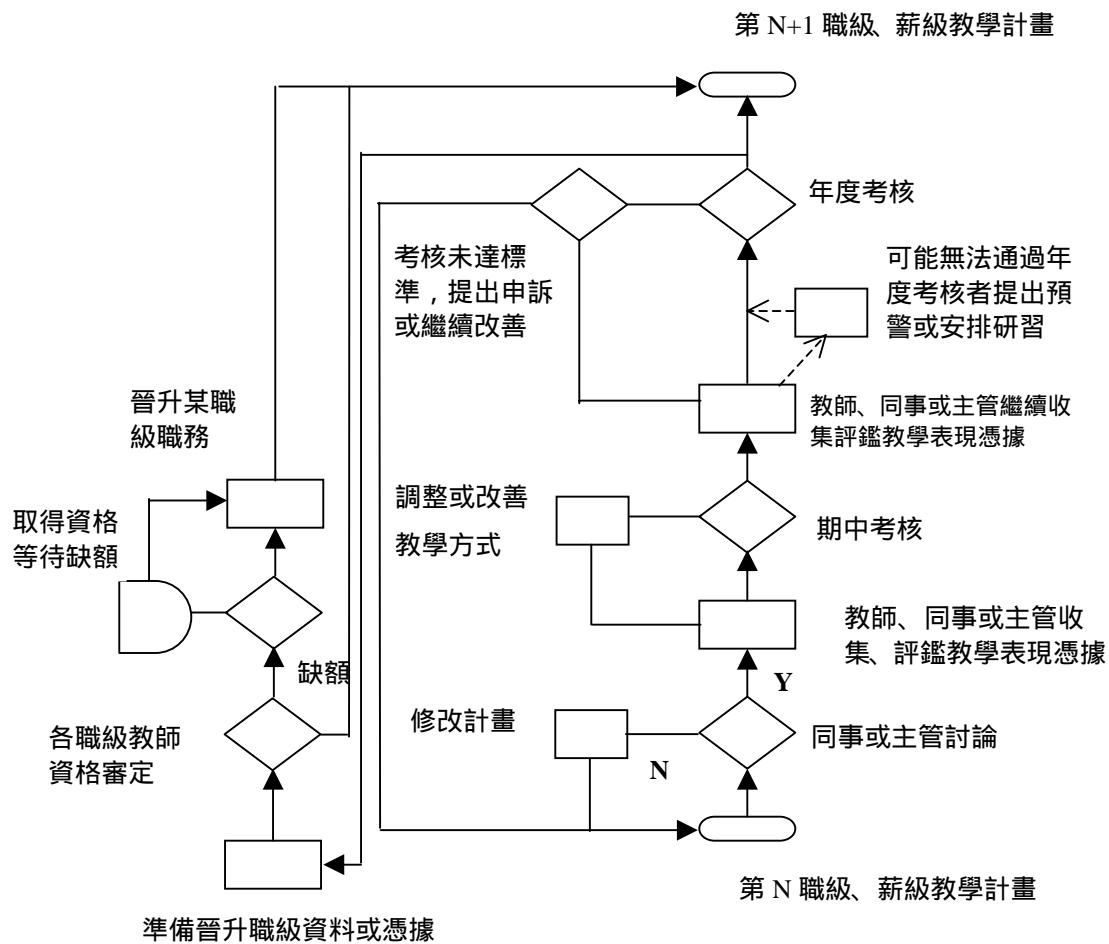 第 N+1 職級、薪級教學計畫
年度考核
考核未達標
準，提出申訴
或繼續改善
可能無法通過年
度考核者提出預
警或安排研習
晉升某職
級職務
教師、同事或主管繼續收
集評鑑教學表現憑據
取得資格
等待缺額
調整或改善
教學方式
期中考核
教師、同事或主管收
集、評鑑教學表現憑據
缺額
Y
各職級教師
資格審定
修改計畫
N
同事或主管討論
第 N 職級、薪級教學計畫
準備晉升職級資料或憑據